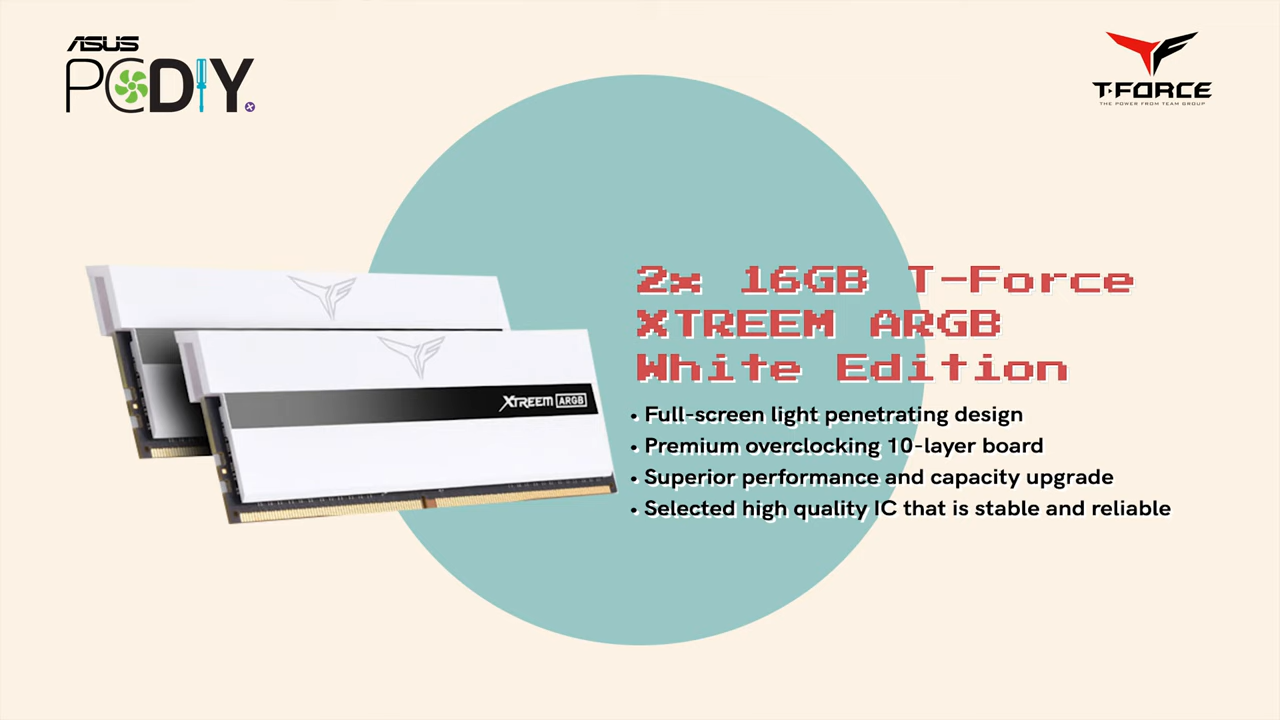 ASUS
PCDIY.
T-FORCE
THE POWER FROM TEAM GROUP
2x 16GB T-Force
XTREEM ARGB
White Edition
XTREEM ARGB
• Full-screen light penetrating design
• Premium overclocking 10-layer board
• Superior performance and capacity upgrade
• Selected high quality IC that is stable and reliable